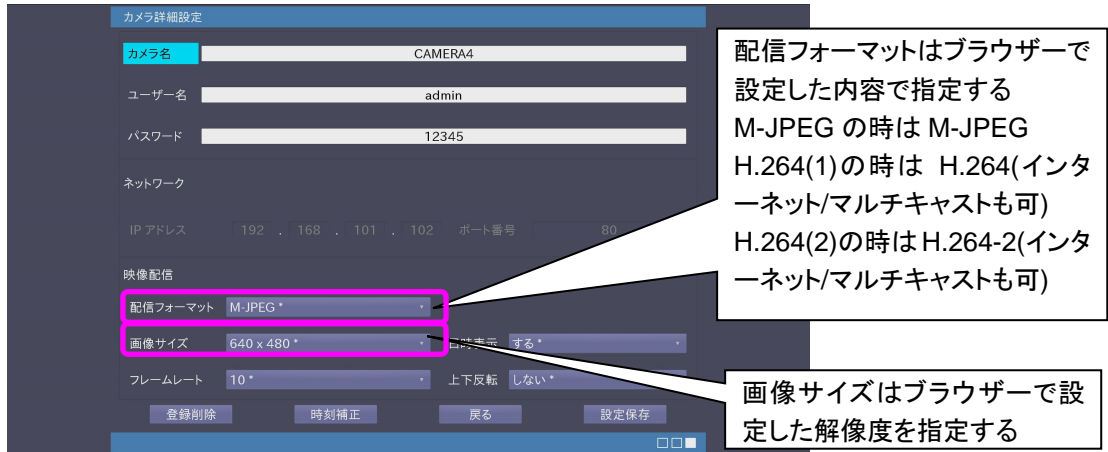 カメラ詳細設定
カメラ名 CAMERA4
ユーザー名 admin
パスワード 12345
ネットワーク
IP アドレス 192 . 168 . 101 . 102 ポート番号 80
映像配信
配信フォーマット M-JPEG *
画像サイズ 640 x 480 * 日時表示 する *
フレームレート 10 * 上下反転 しない *
登録削除 時刻補正 戻る 設定保存
配信フォーマットはブラウザーで
設定した内容で指定する
M-JPEG の時は M-JPEG
H.264(1)の時は H.264(インタ
ーネット/マルチキャストも可)
H.264(2)の時は H.264-2(インタ
ーネット/マルチキャストも可)
画像サイズはブラウザーで設
定した解像度を指定する